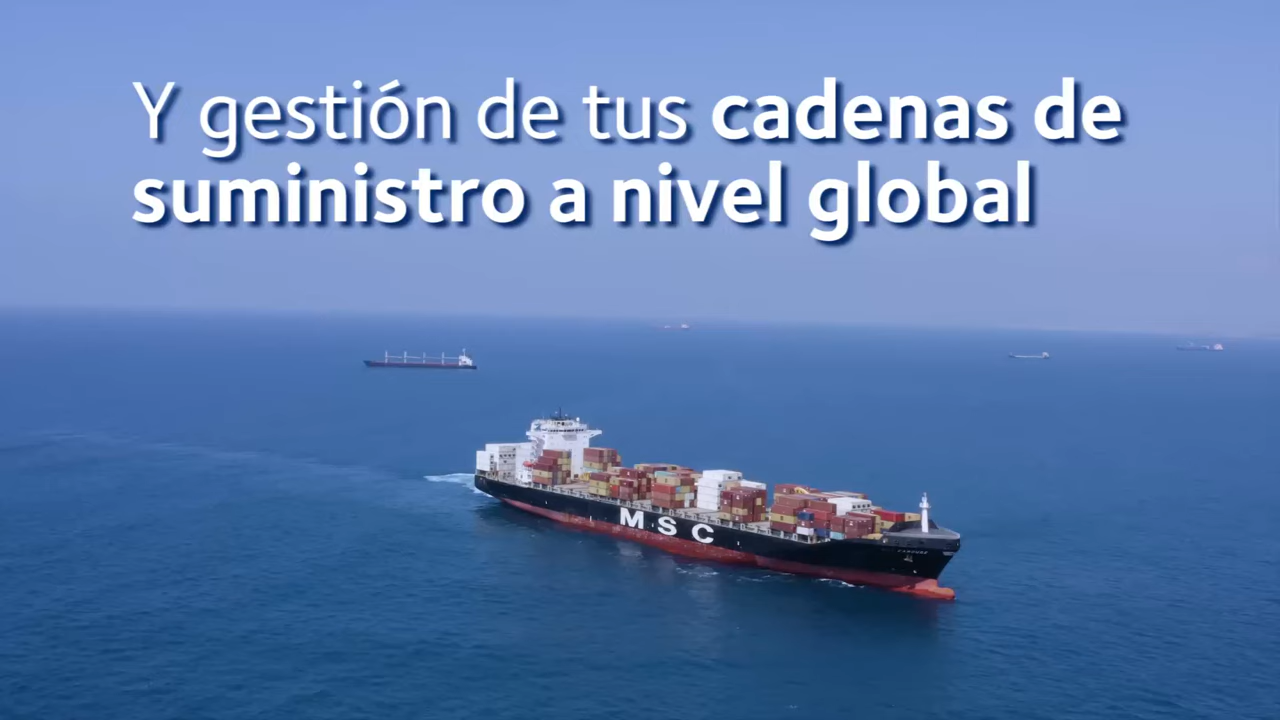 Y gestión de tus cadenas de
suministro a nivel global
MSC